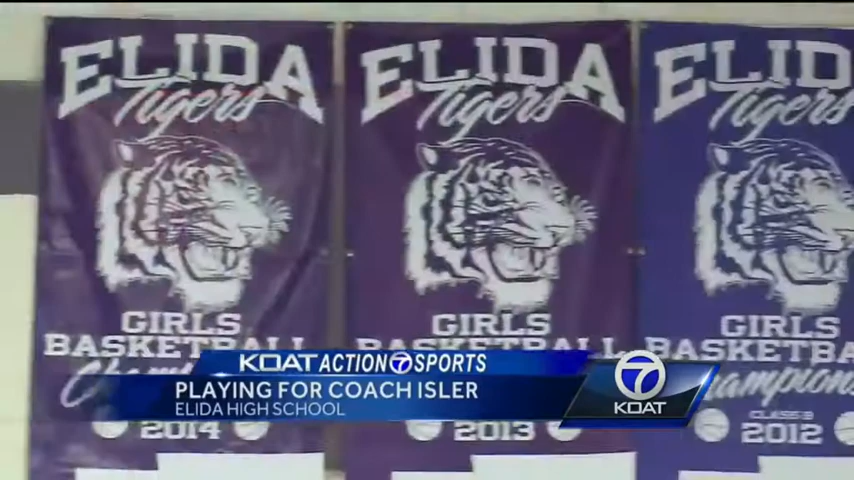 ELIDA ELIDA ELID
Tigers Tigers Tigers
GIRLS GIRLS GIRLS
BASKETBALL BASKETBALL BASKETBA
CLASS B
2014 2013 2012
KOAT ACTION 7 SPORTS
PLAYING FOR COACH ISLER
ELIDA HIGH SCHOOL
7
KOAT